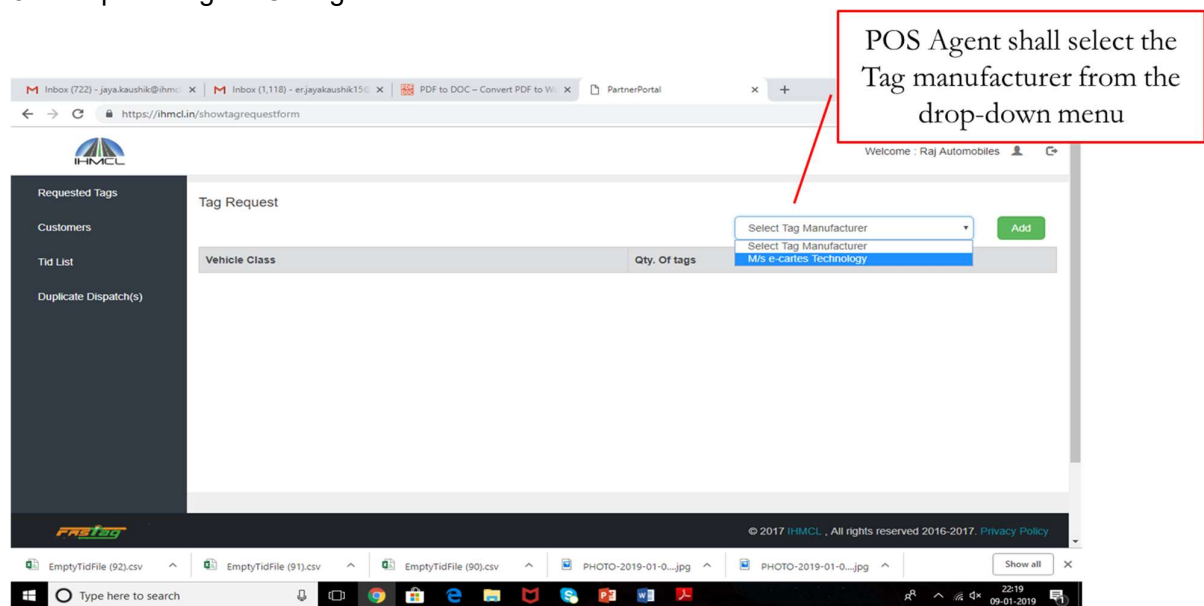 POS Agent shall select the
Tag manufacturer from the
drop-down menu
Inbox (722) - jaya.kaushik@ihmcl
Inbox (1,118) - er.jayakaushik15@
PDF to DOC – Convert PDF to Wo
PartnerPortal
https://ihmcl.in/showtagrequestform
IHMCL
Welcome : Raj Automobiles
Requested Tags
Customers
Tid List
Duplicate Dispatch(s)
Tag Request
Select Tag Manufacturer
Add
Select Tag Manufacturer
M/s e-cartes Technology
Vehicle Class
Qty. Of tags
FASTag
© 2017 IHMCL , All rights reserved 2016-2017. Privacy Policy
EmptyTidFile (92).csv
EmptyTidFile (91).csv
EmptyTidFile (90).csv
PHOTO-2019-01-0....jpg
PHOTO-2019-01-0....jpg
Show all
Type here to search
22:19
09-01-2019